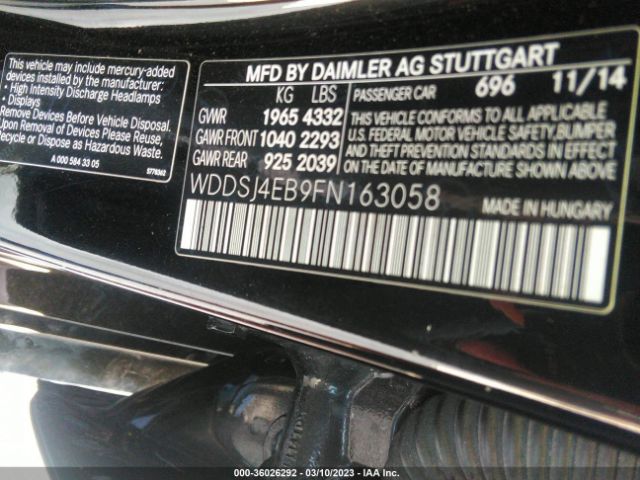 This vehicle may include mercury-added
devices installed by the manufacturer:
• High Intensity Discharge Headlamps
• Displays
Remove Devices Before Vehicle Disposal.
Upon Removal of Devices Please Reuse,
Recycle or Dispose as Hazardous Waste.
A 000 584 33 05
MFD BY DAIMLER AG STUTTGART
KG LBS PASSENGER CAR 696 11/14
GVWR 1965 4332
GAWR FRONT 1040 2293
GAWR REAR 925 2039
THIS VEHICLE CONFORMS TO ALL APPLICABLE
U.S. FEDERAL MOTOR VEHICLE SAFETY, BUMPER
AND THEFT PREVENTION STANDARDS IN EFFECT
ON THE DATE OF MANUFACTURE SHOWN ABOVE.
WDDSJ4EB9FN163058
MADE IN HUNGARY
000-36026292 - 03/10/2023 - IAA Inc.